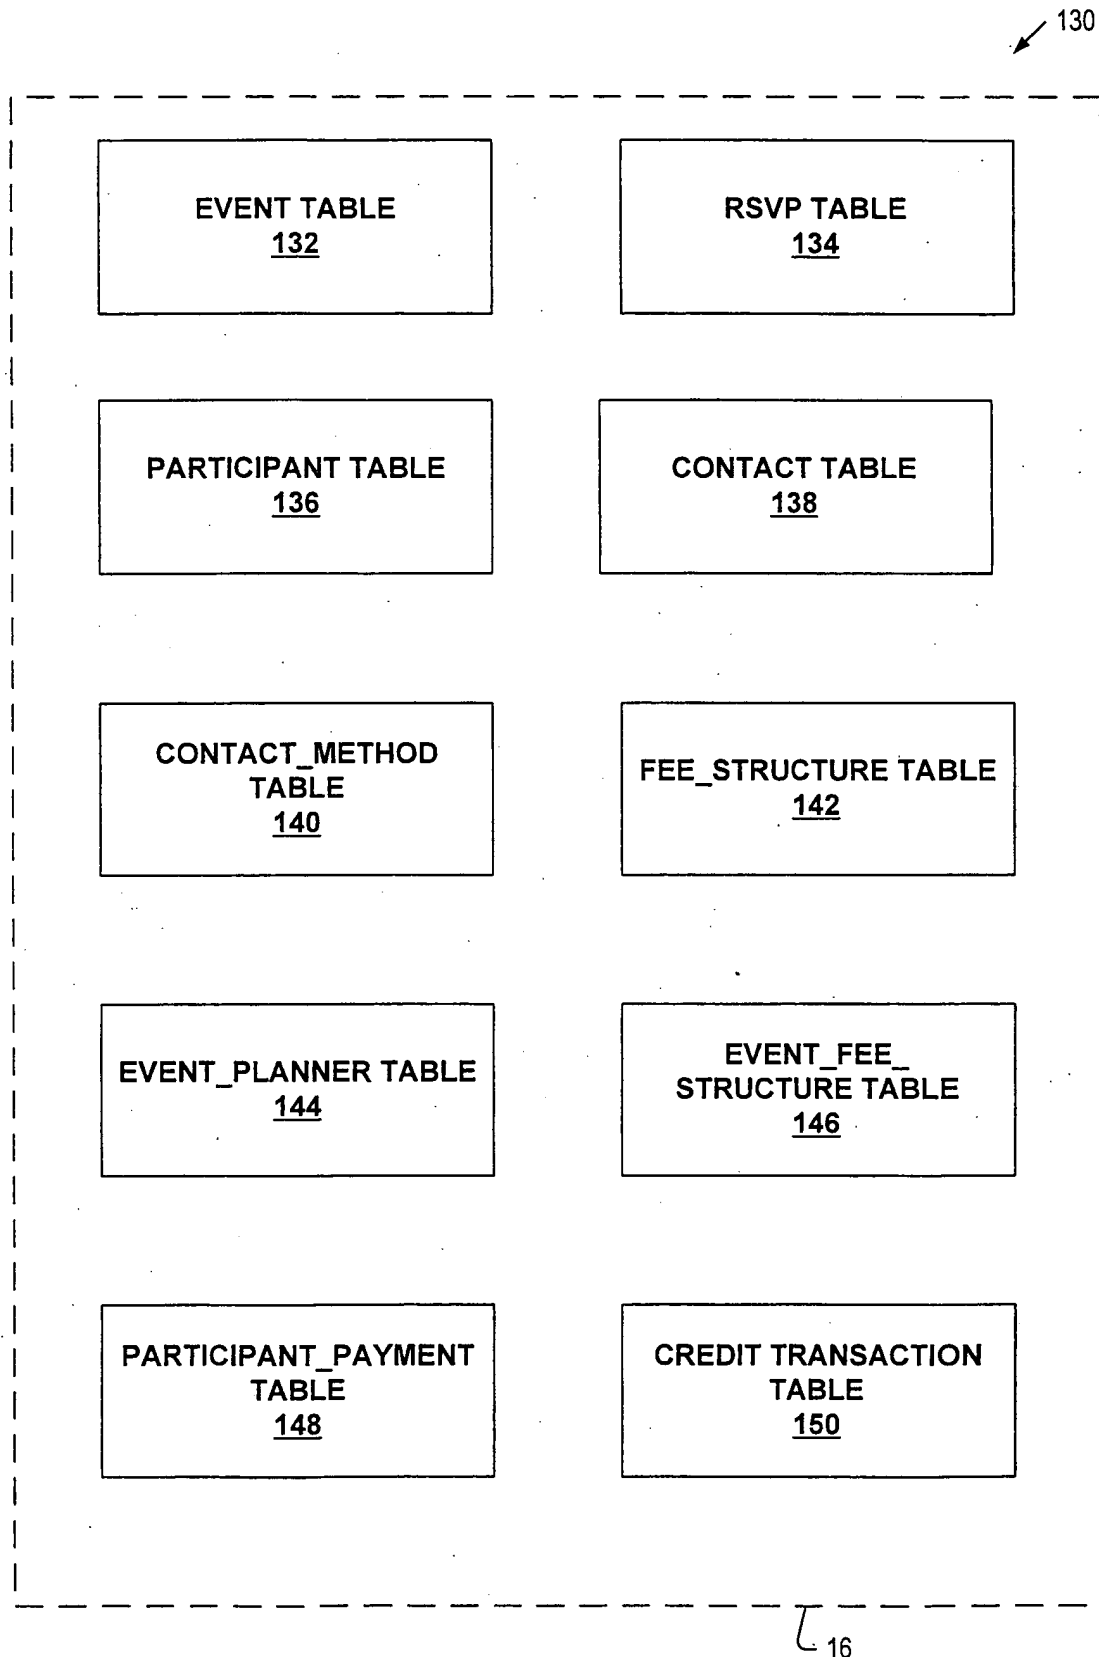 130
EVENT TABLE
132
RSVP TABLE
134
PARTICIPANT TABLE
136
CONTACT TABLE
138
CONTACT_METHOD
TABLE
140
FEE_STRUCTURE TABLE
142
EVENT_PLANNER TABLE
144
EVENT_FEE_
STRUCTURE TABLE
146
PARTICIPANT_PAYMENT
TABLE
148
CREDIT TRANSACTION
TABLE
150
16